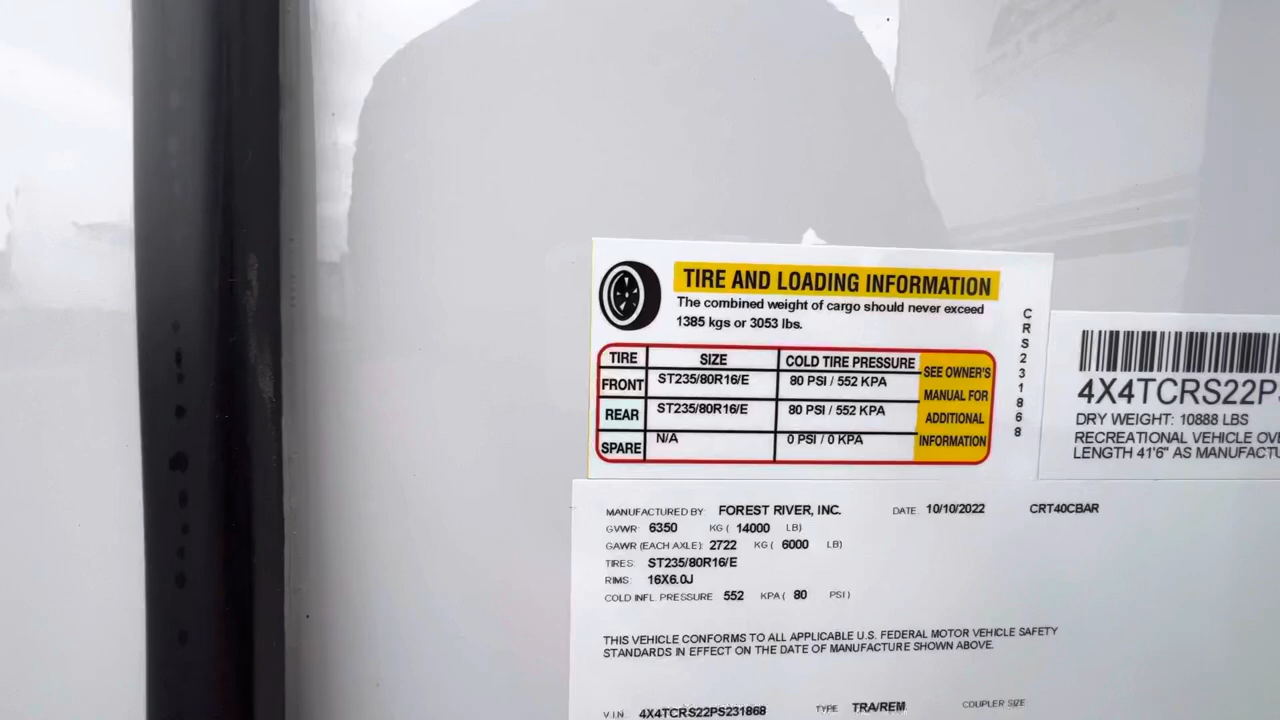 TIRE AND LOADING INFORMATION
The combined weight of cargo should never exceed
1385 kgs or 3053 lbs.
TIRE SIZE COLD TIRE PRESSURE
FRONT ST235/80R16/E 80 PSI / 552 KPA
REAR ST235/80R16/E 80 PSI / 552 KPA
SPARE N/A 0 PSI / 0 KPA
SEE OWNER'S
MANUAL FOR
ADDITIONAL
INFORMATION
CRS231868
4X4TCRS22P
DRY WEIGHT: 10888 LBS
RECREATIONAL VEHICLE
LENGTH 41'6" AS
MANUFACTURED BY: FOREST RIVER, INC. DATE. 10/10/2022 CRT40CBAR
GVWR: 6350 KG ( 14000 LB)
GAWR (EACH AXLE): 2722 KG ( 6000 LB)
TIRES: ST235/80R16/E
RIMS: 16X6.0J
COLD INFL. PRESSURE 552 KPA ( 80 PSI )
THIS VEHICLE CONFORMS TO ALL APPLICABLE U.S. FEDERAL MOTOR VEHICLE SAFETY
STANDARDS IN EFFECT ON THE DATE OF MANUFACTURE SHOWN ABOVE.
V.I.N. 4X4TCRS22PS231868 TYPE TRA/REM COUPLER SIZE